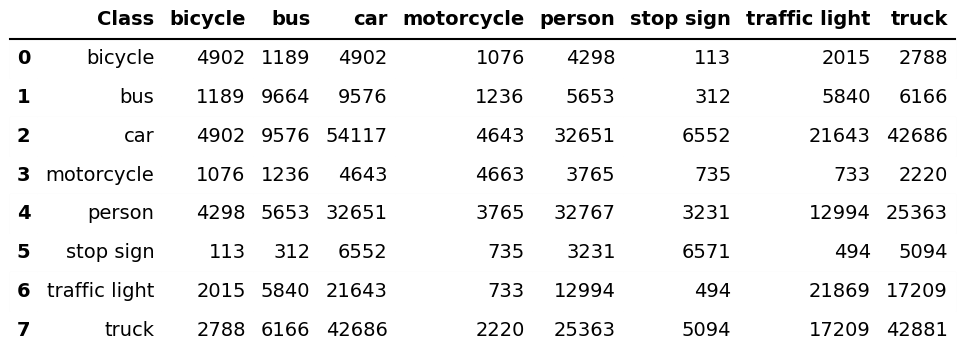 Class bicycle bus car motorcycle person stop sign traffic light truck
0 bicycle 4902 1189 4902 1076 4298 113 2015 2788
1 bus 1189 9664 9576 1236 5653 312 5840 6166
2 car 4902 9576 54117 4643 32651 6552 21643 42686
3 motorcycle 1076 1236 4643 4663 3765 735 733 2220
4 person 4298 5653 32651 3765 32767 3231 12994 25363
5 stop sign 113 312 6552 735 3231 6571 494 5094
6 traffic light 2015 5840 21643 733 12994 494 21869 17209
7 truck 2788 6166 42686 2220 25363 5094 17209 42881